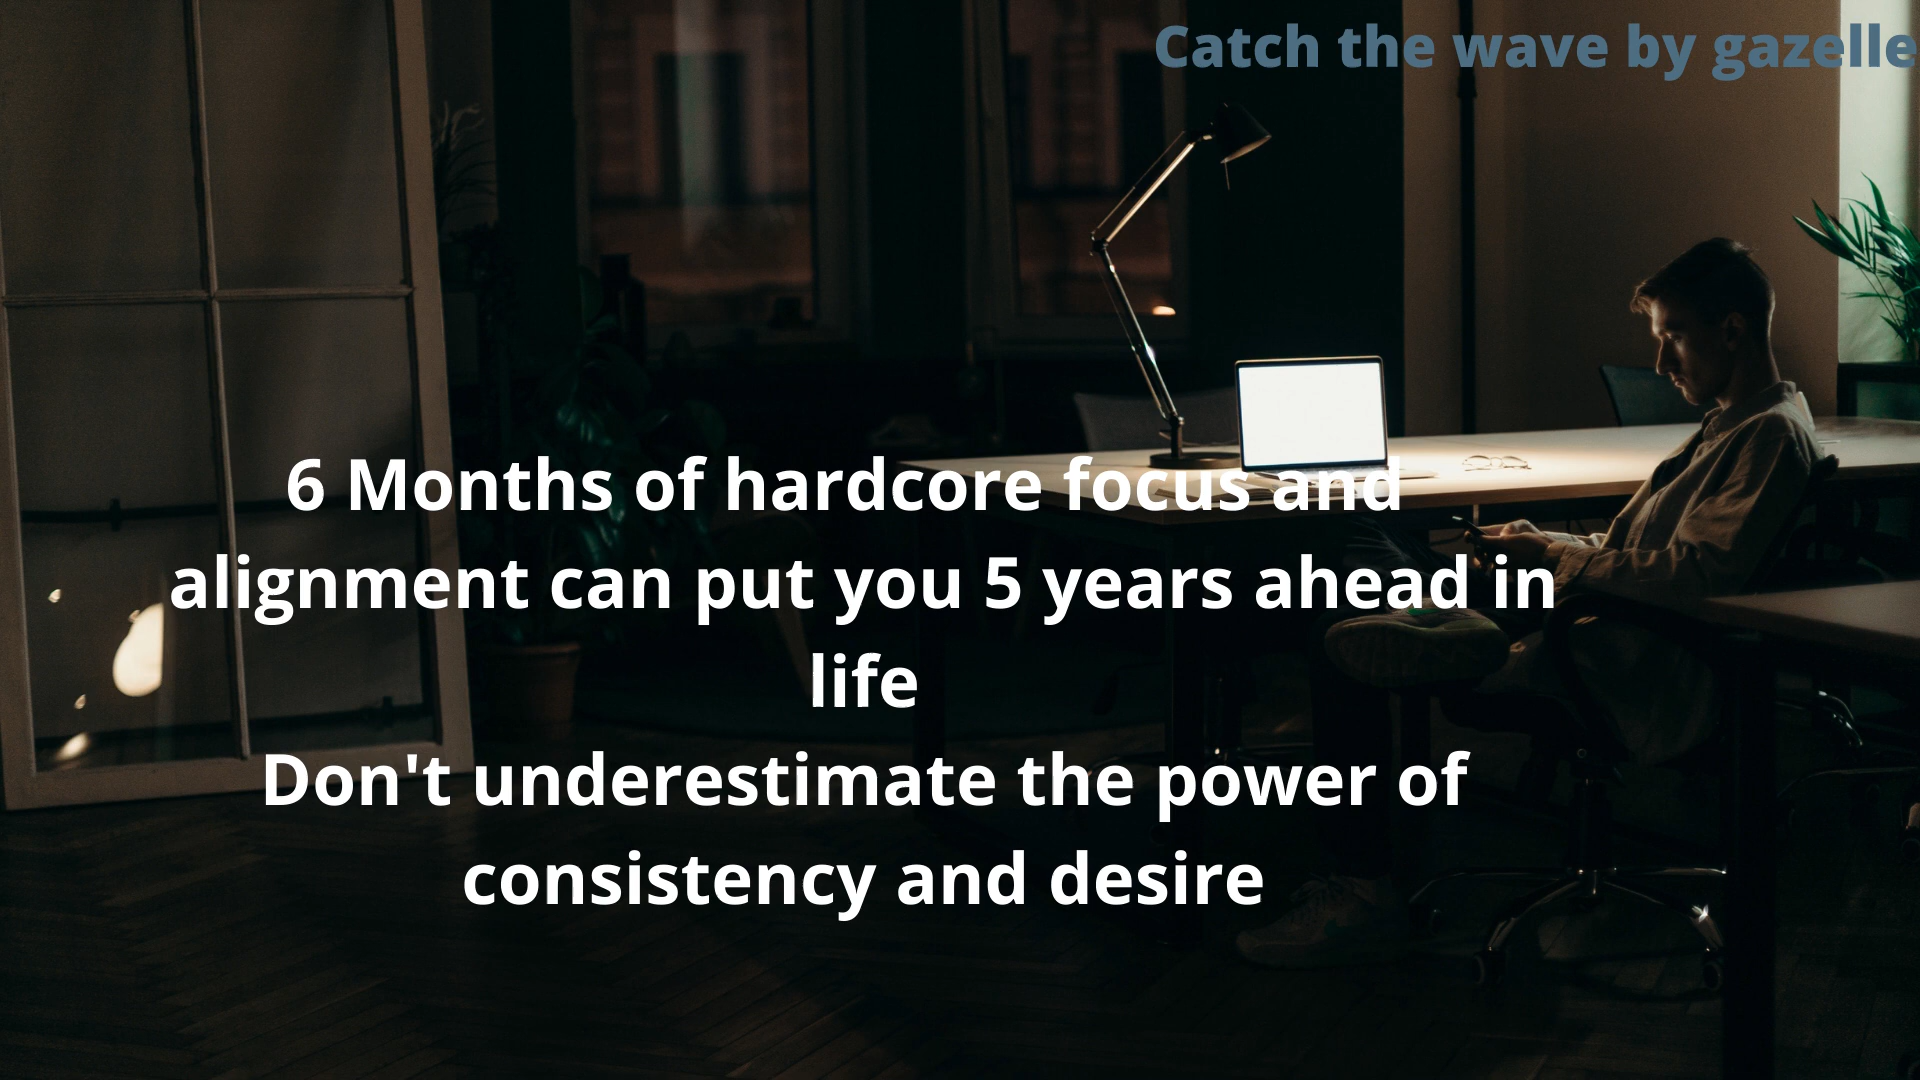 Catch the wave by gazelle
6 Months of hardcore focus and
alignment can put you 5 years ahead in
life
Don't underestimate the power of
consistency and desire